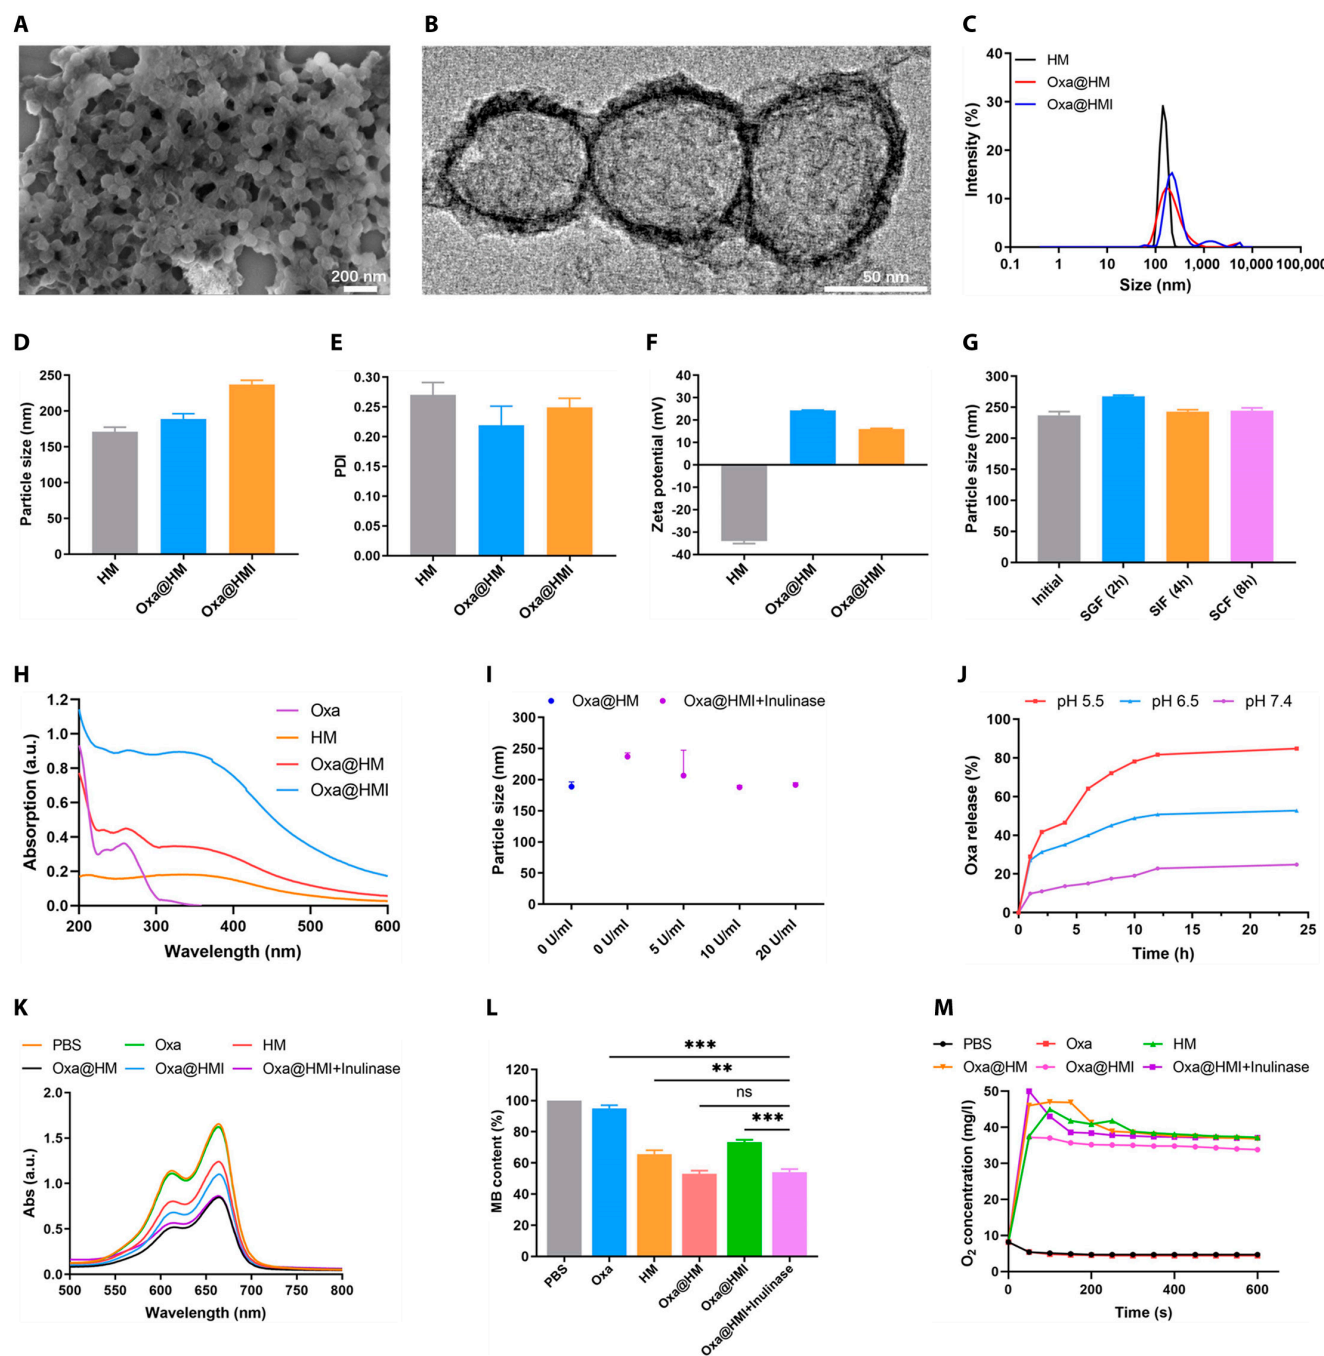 A
200 nm
B
50 nm
C
Intensity (%)
40
30
20
10
0
HM
Oxa@HM
Oxa@HMI
0.1 1 10 100 1,000 10,000 100,000
Size (nm)
D
Particle size (nm)
250
200
150
100
50
0
HM
Oxa@HM
Oxa@HMI
E
PDI
0.30
0.25
0.20
0.15
0.10
0.05
0.00
HM
Oxa@HM
Oxa@HMI
F
Zeta potential (mV)
40
30
20
10
0
-10
-20
-30
-40
HM
Oxa@HM
Oxa@HMI
G
Particle size (nm)
300
250
200
150
100
50
0
Initial
SGF (2h)
SIF (4h)
SCF (8h)
H
Absorption (a.u.)
1.2
1.0
0.8
0.6
0.4
0.2
0.0
Oxa
HM
Oxa@HM
Oxa@HMI
200 300 400 500 600
Wavelength (nm)
I
Oxa@HM Oxa@HMI+Inulinase
Particle size (nm)
300
250
200
150
100
50
0
0 U/ml
0 U/ml
5 U/ml
10 U/ml
20 U/ml
J
pH 5.5 pH 6.5 pH 7.4
Oxa release (%)
80
60
40
20
0
0 5 10 15 20 25
Time (h)
K
PBS Oxa HM
Oxa@HM Oxa@HMI Oxa@HMI+Inulinase
Abs (a.u.)
2.0
1.5
1.0
0.5
0.0
500 550 600 650 700 750 800
Wavelength (nm)
L
MB content (%)
120
100
80
60
40
20
0
***
**
ns
***
PBS
Oxa
HM
Oxa@HM
Oxa@HMI
Oxa@HMI+Inulinase
M
PBS Oxa HM
Oxa@HM Oxa@HMI Oxa@HMI+Inulinase
O₂ concentration (mg/l)
50
40
30
20
10
0
0 200 400 600
Time (s)